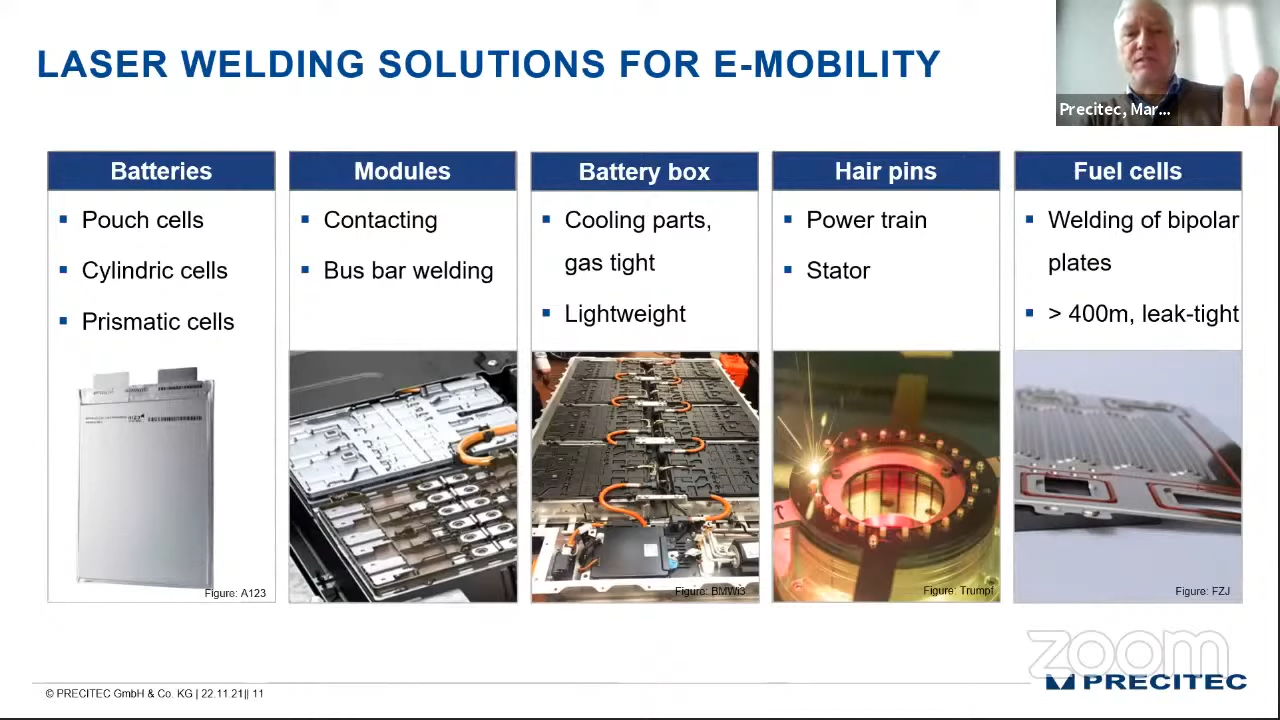 LASER WELDING SOLUTIONS FOR E-MOBILITY
Precitec, Mar...
Batteries
Pouch cells
Cylindric cells
Prismatic cells
A123
Figure: A123
Modules
Contacting
Bus bar welding
Battery box
Cooling parts,
gas tight
Lightweight
Figure: BMWi3
Hair pins
Power train
Stator
Figure: Trumpf
Fuel cells
Welding of bipolar
plates
> 400m, leak-tight
Figure: FZJ
zoom
© PRECITEC GmbH & Co. KG | 22.11.21|| 11
PRECITEC